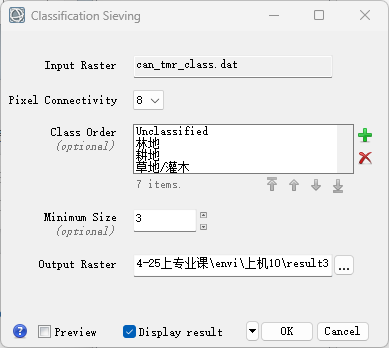 Classification Sieving
Input Raster can_tmr_class.dat
Pixel Connectivity 8
Class Order Unclassified
(optional) 林地
耕地
草地/灌木
7 items.
Minimum Size 3
(optional)
Output Raster 4-25上专业课\envi\上机10\result3 ...
? Preview Display result OK Cancel